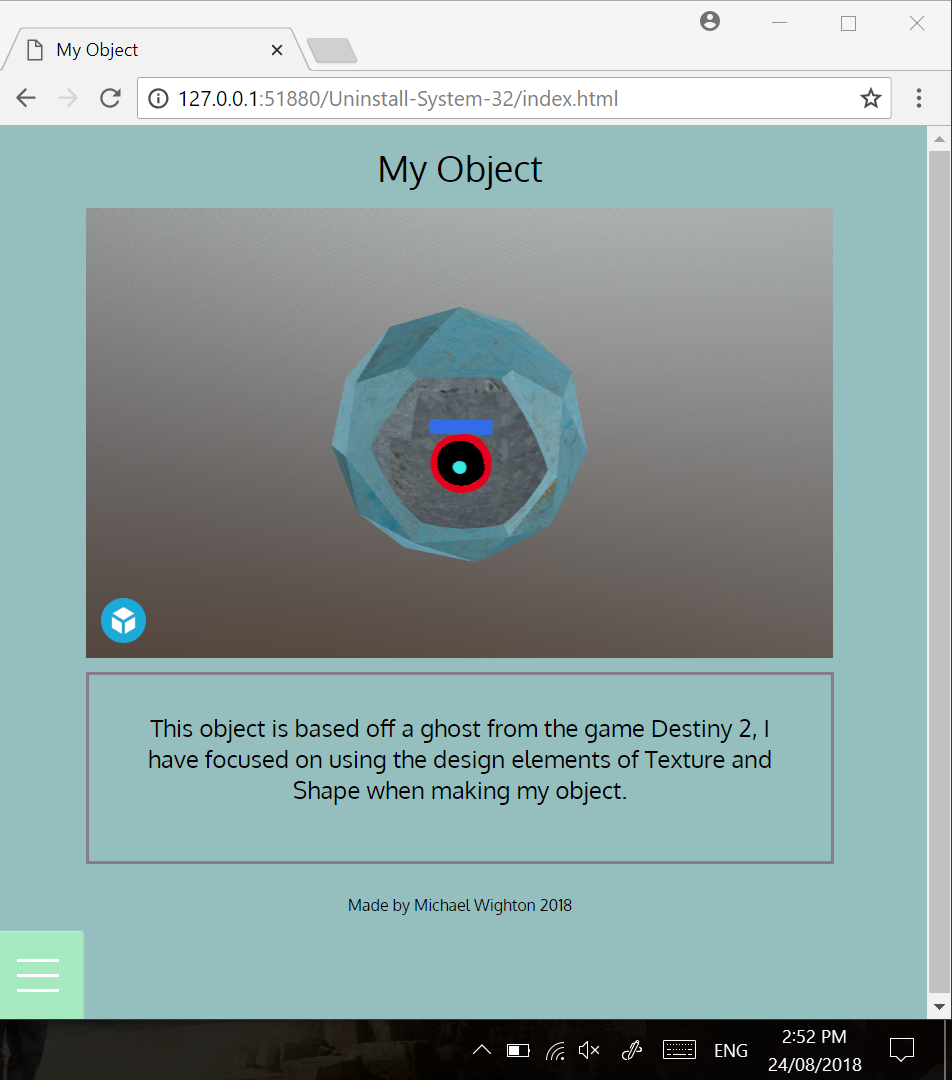 My Object
127.0.0.1:51880/Uninstall-System-32/index.html
My Object
This object is based off a ghost from the game Destiny 2, I
have focused on using the design elements of Texture and
Shape when making my object.
Made by Michael Wighton 2018
ENG
2:52 PM
24/08/2018